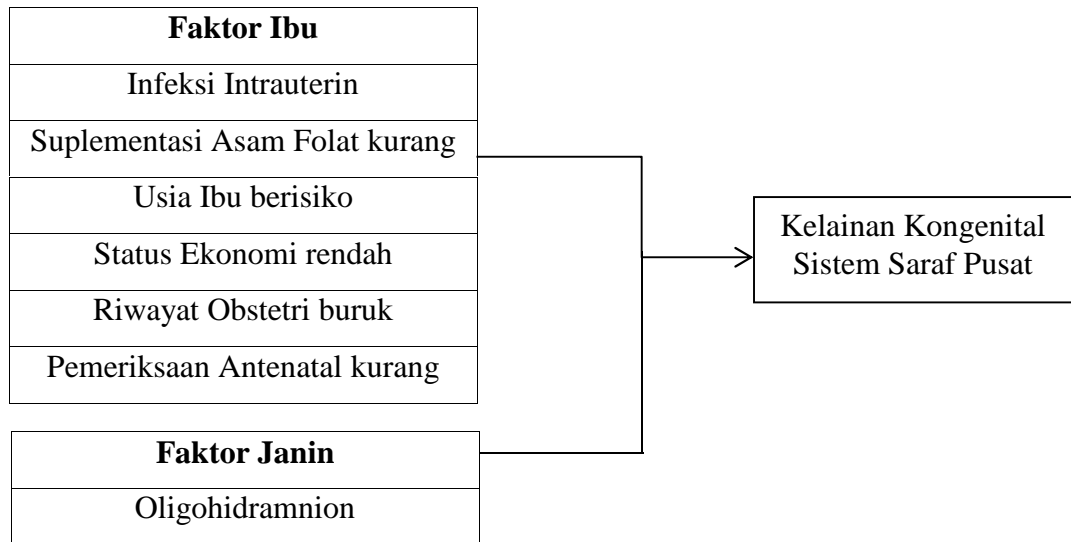 Faktor Ibu
Infeksi Intrauterin
Suplementasi Asam Folat kurang
Usia Ibu berisiko
Status Ekonomi rendah
Riwayat Obstetri buruk
Pemeriksaan Antenatal kurang
Faktor Janin
Oligohidramnion
Kelainan Kongenital
Sistem Saraf Pusat